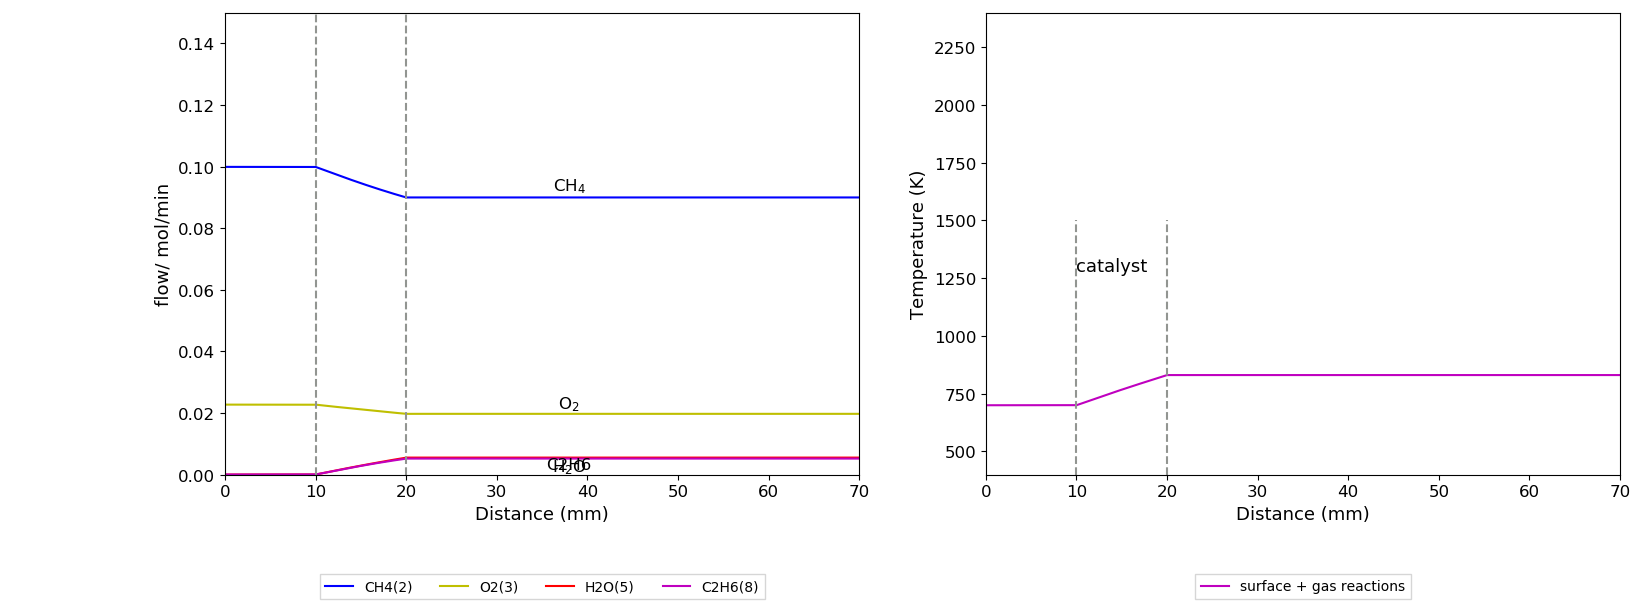 flow/ mol/min
0.14
0.12
0.10
0.08
0.06
0.04
0.02
0.00
CH₄
O₂
C2H6
H₂O
0 10 20 30 40 50 60 70
Distance (mm)
CH4(2) O2(3) H2O(5) C2H6(8)
Temperature (K)
2250
2000
1750
1500
1250
1000
750
500
catalyst
0 10 20 30 40 50 60 70
Distance (mm)
surface + gas reactions